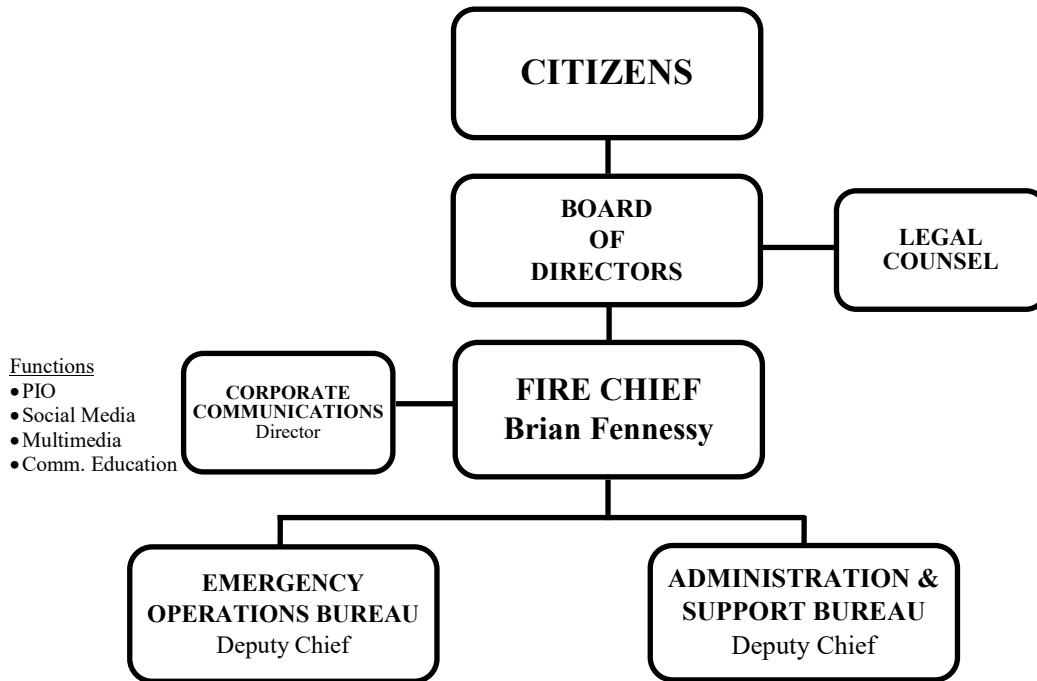 CITIZENS
BOARD
OF
DIRECTORS
LEGAL
COUNSEL
Functions
•PIO
•Social Media
•Multimedia
•Comm. Education
CORPORATE
COMMUNICATIONS
Director
FIRE CHIEF
Brian Fennessy
EMERGENCY
OPERATIONS BUREAU
Deputy Chief
ADMINISTRATION &
SUPPORT BUREAU
Deputy Chief